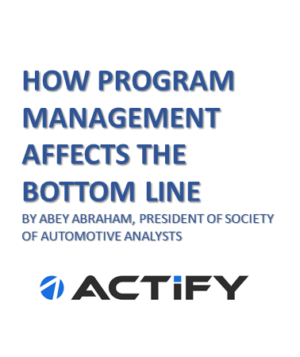 HOW PROGRAM
MANAGEMENT
AFFECTS THE
BOTTOM LINE
BY ABEY ABRAHAM, PRESIDENT OF SOCIETY
OF AUTOMOTIVE ANALYSTS
ACTiFY